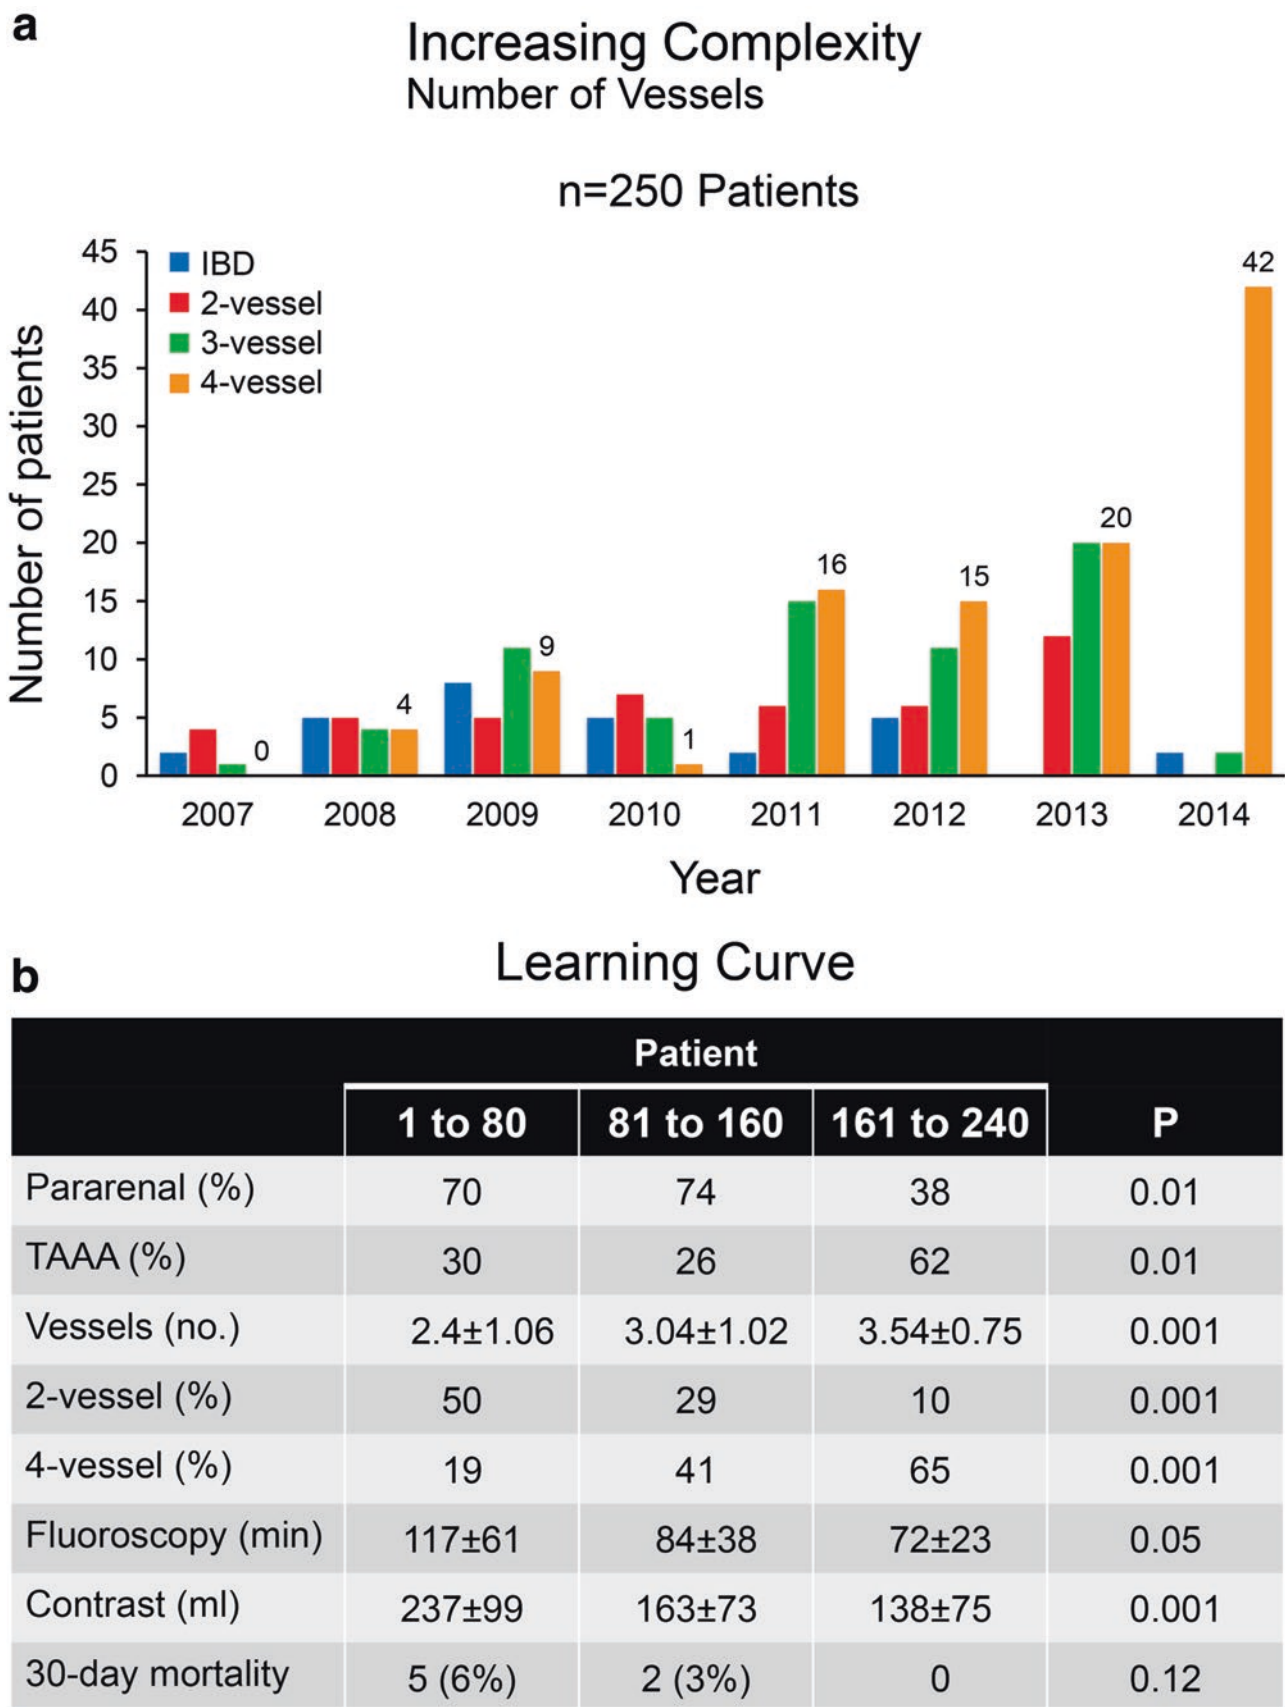 a
Increasing Complexity
Number of Vessels
n=250 Patients
Number of patients
45
40
35
30
25
20
15
10
5
0
IBD
2-vessel
3-vessel
4-vessel
0
4
9
1
16
15
20
42
2007 2008 2009 2010 2011 2012 2013 2014
Year
b
Learning Curve
Patient
1 to 80 81 to 160 161 to 240 P
Pararenal (%) 70 74 38 0.01
TAAA (%) 30 26 62 0.01
Vessels (no.) 2.4±1.06 3.04±1.02 3.54±0.75 0.001
2-vessel (%) 50 29 10 0.001
4-vessel (%) 19 41 65 0.001
Fluoroscopy (min) 117±61 84±38 72±23 0.05
Contrast (ml) 237±99 163±73 138±75 0.001
30-day mortality 5 (6%) 2 (3%) 0 0.12